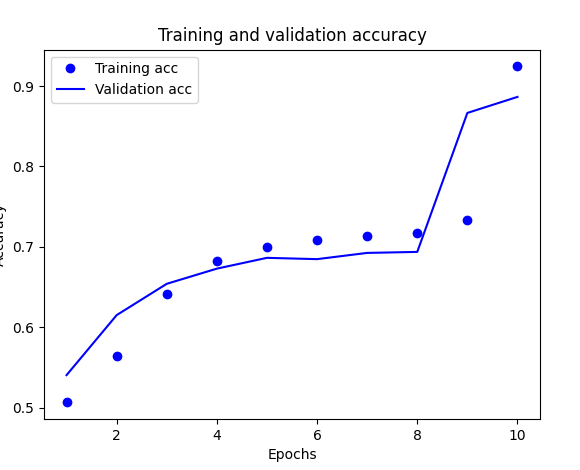 Training and validation accuracy
Training acc
Validation acc
0.9
0.8
0.7
0.6
0.5
Accuracy
2 4 6 8 10
Epochs